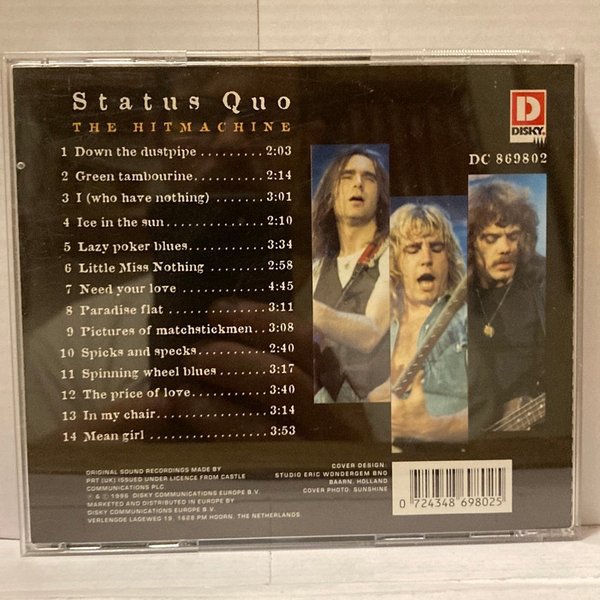 Status Quo
THE HITMACHINE
1 Down the dustpipe ......... 2:03
2 Green tambourine ........... 2:14
3 I (who have nothing) ....... 3:01
4 Ice in the sun .............. 2:10
5 Lazy poker blues............ 3:34
6 Little Miss Nothing ........ 2:58
7 Need your love ............. 4:45
8 Paradise flat ............... 3:11
9 Pictures of matchstickmen .. 3:08
10 Spicks and specks.......... 2:40
11 Spinning wheel blues ....... 3:17
12 The price of love........... 3:40
13 In my chair ................ 3:14
14 Mean girl .................. 3:53
D
DISKY
DC 869802
ORIGINAL SOUND RECORDINGS MADE BY
PRT (UK) ISSUED UNDER LICENCE FROM CASTLE
COMMUNICATIONS PLC.
℗ & © 1996 DISKY COMMUNICATIONS EUROPE B.V.
MARKETED AND DISTRIBUTED IN EUROPE BY
DISKY COMMUNICATIONS EUROPE B.V.
VERLENGDE LAGEWEG 19, 1628 PM HOORN, THE NETHERLANDS.
COVER DESIGN:
STUDIO ERIC WONDERGEM BNO
BAARN, HOLLAND
COVER PHOTO: SUNSHINE
0 724348 698025